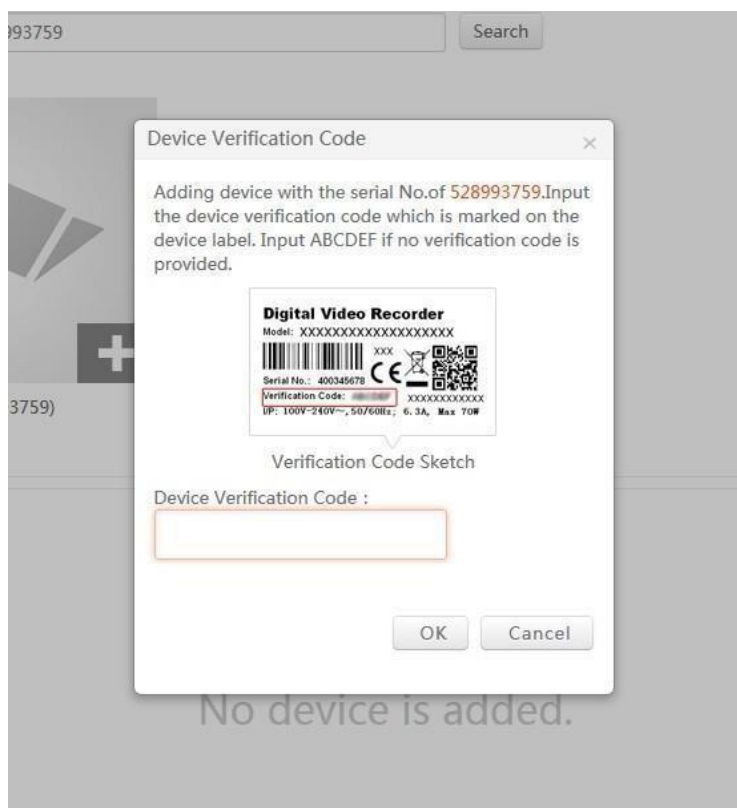 993759
Search
Device Verification Code
Adding device with the serial No.of 528993759.Input
the device verification code which is marked on the
device label. Input ABCDEF if no verification code is
provided.
Digital Video Recorder
Model: XXXXXXXXXXXXXXXXXXX
XXX
Serial No.: 400345678
Verification Code:
XXXXXXXXXXXX
I/P: 100V-240V~,50/60Hz; 6.3A, Max 70W
3759)
Verification Code Sketch
Device Verification Code :
OK
Cancel
No device is added.